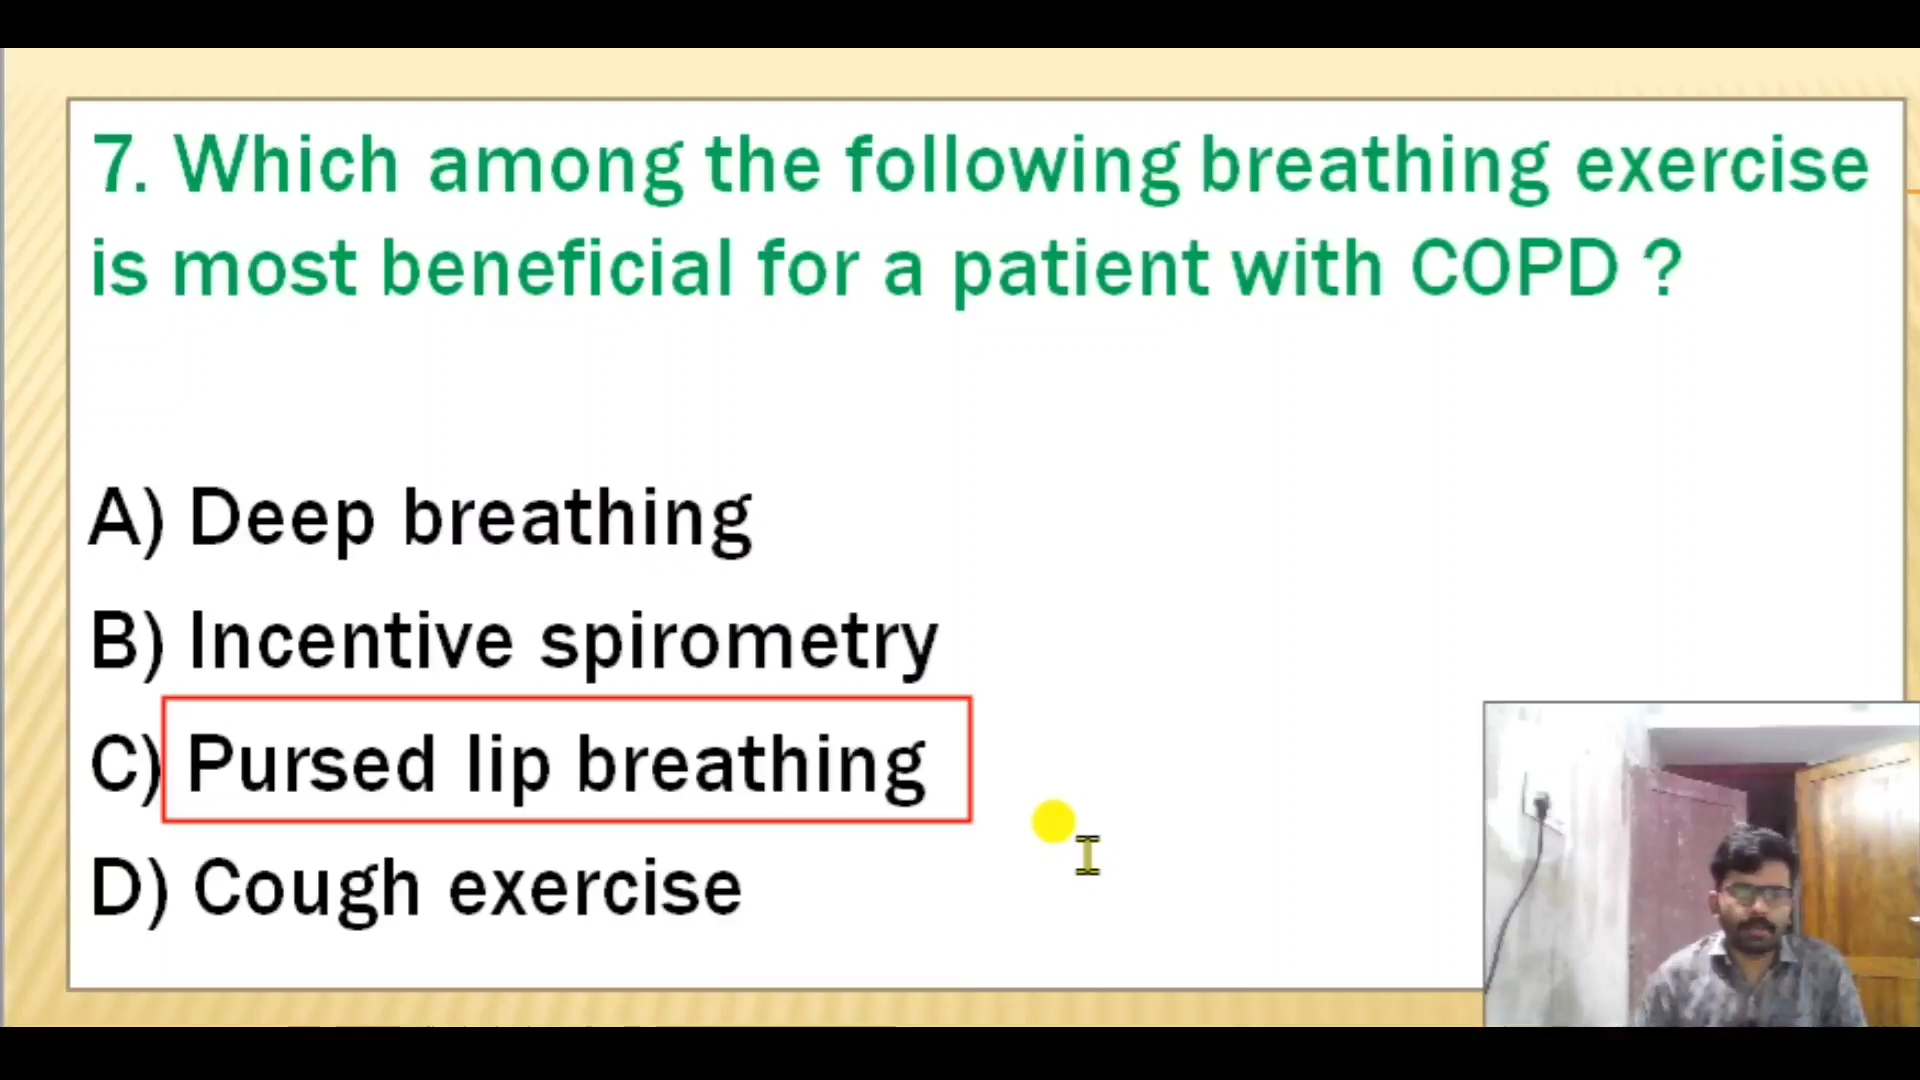 7. Which among the following breathing exercise
is most beneficial for a patient with COPD ?
A) Deep breathing
B) Incentive spirometry
C) Pursed lip breathing
D) Cough exercise